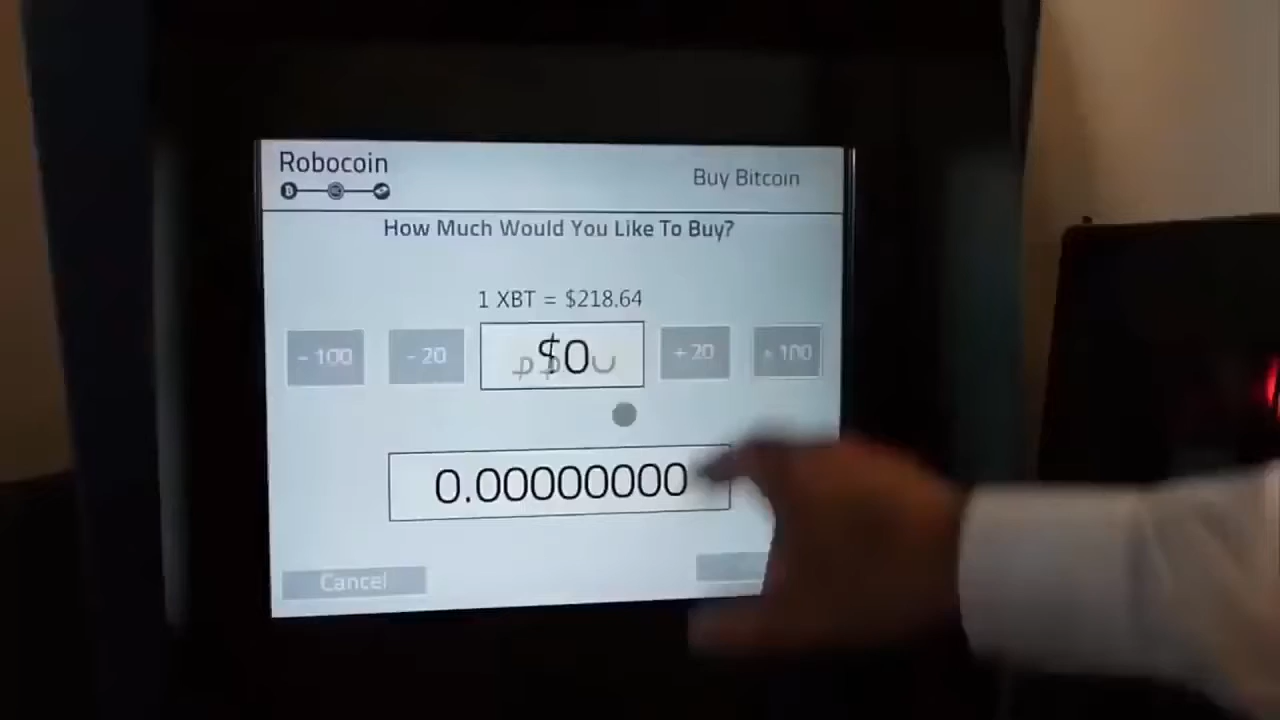 Robocoin
Buy Bitcoin
How Much Would You Like To Buy?
1 XBT = $218.64
- 100
- 20
$0
+ 20
+ 100
0.00000000
Cancel